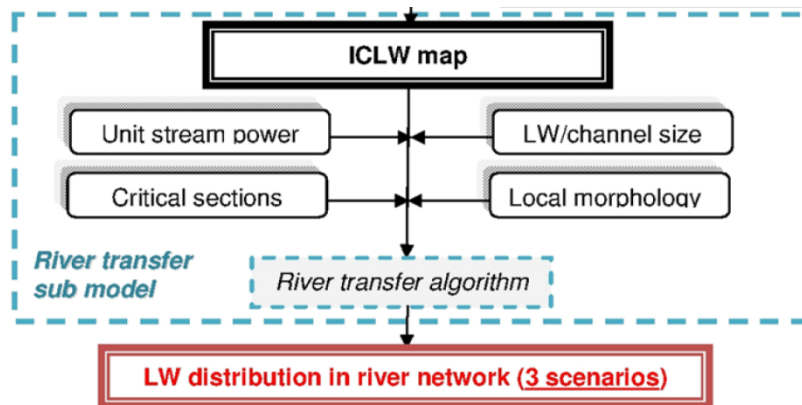 ICLW map
Unit stream power
LW/channel size
Critical sections
Local morphology
River transfer
sub model
River transfer algorithm
LW distribution in river network (3 scenarios)